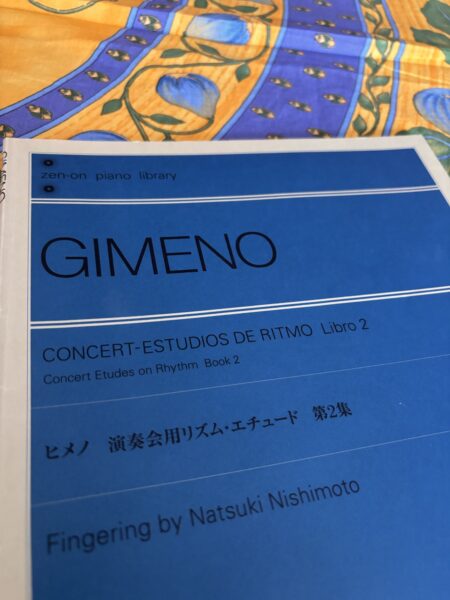 zen-on piano library
GIMENO
CONCERT-ESTUDIOS DE RITMO Libro 2
Concert Etudes on Rhythm Book 2
ヒメノ 演奏会用リズム・エチュード 第2集
Fingering by Natsuki Nishimoto
GIMENO